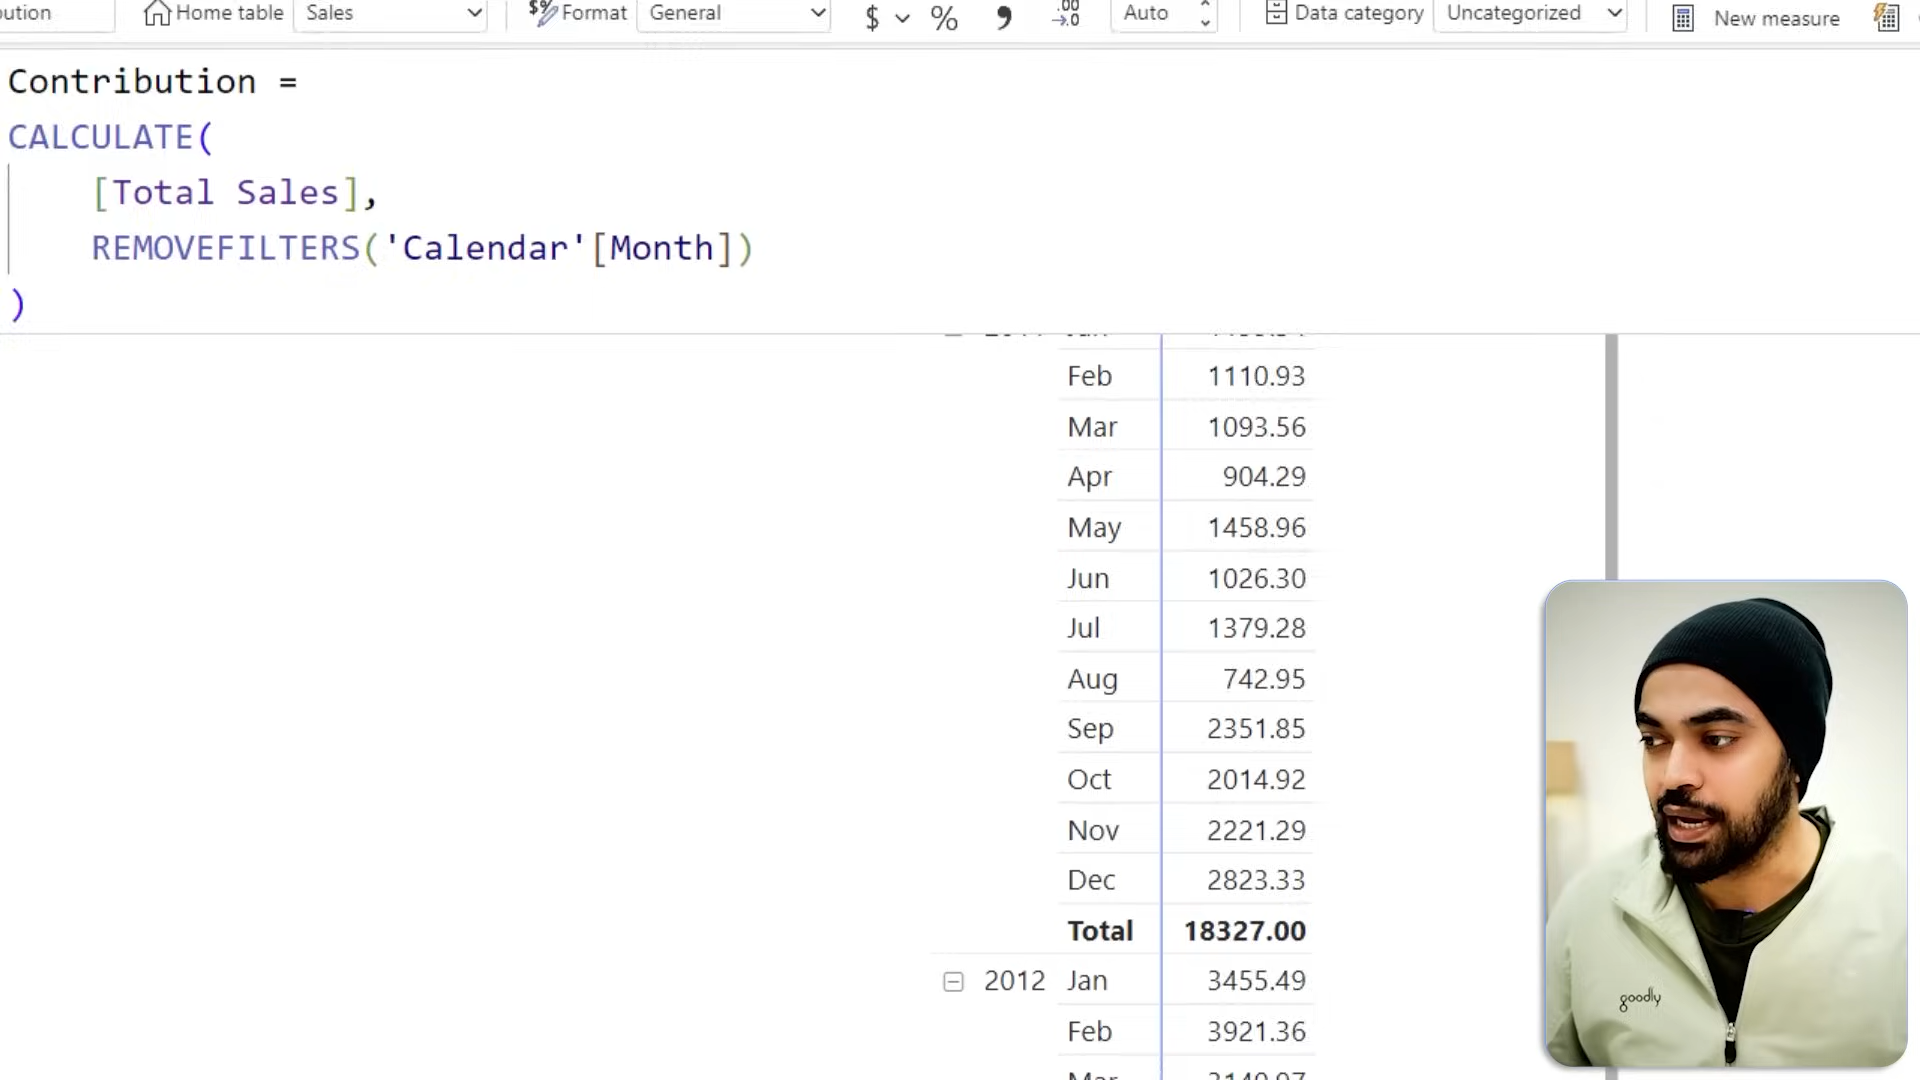 bution Home table Sales Format General $ % Auto Data category Uncategorized New measure
Contribution =
CALCULATE(
[Total Sales],
REMOVEFILTERS('Calendar'[Month])
)
Feb 1110.93
Mar 1093.56
Apr 904.29
May 1458.96
Jun 1026.30
Jul 1379.28
Aug 742.95
Sep 2351.85
Oct 2014.92
Nov 2221.29
Dec 2823.33
Total 18327.00
2012 Jan 3455.49
Feb 3921.36
goodly